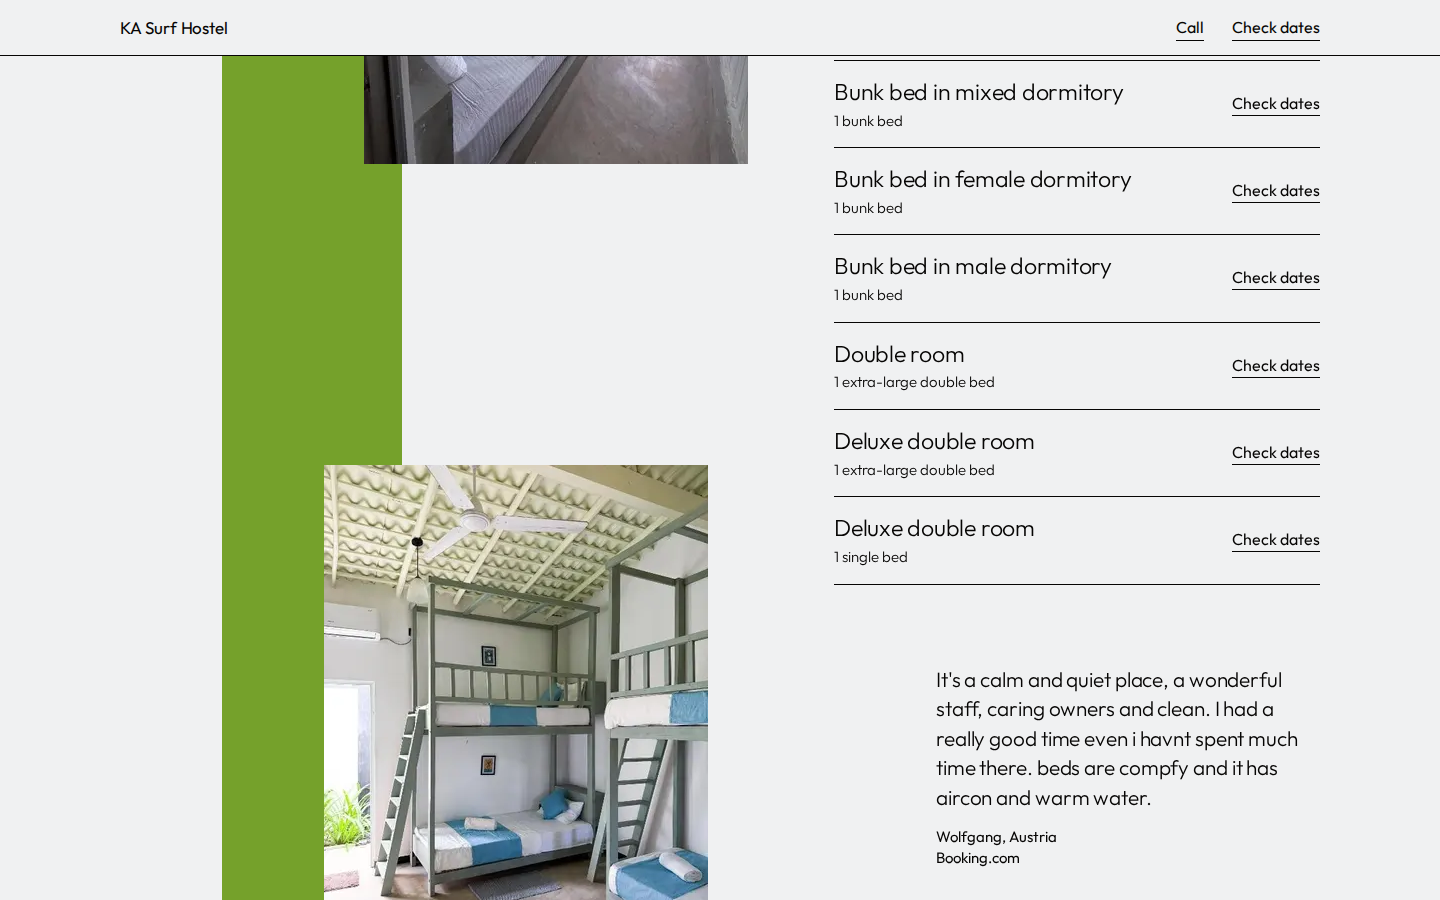 KA Surf Hostel
Call
Check dates
Bunk bed in mixed dormitory
1 bunk bed
Check dates
Bunk bed in female dormitory
1 bunk bed
Check dates
Bunk bed in male dormitory
1 bunk bed
Check dates
Double room
1 extra-large double bed
Check dates
Deluxe double room
1 extra-large double bed
Check dates
Deluxe double room
1 single bed
Check dates
It's a calm and quiet place, a wonderful
staff, caring owners and clean. I had a
really good time even i havnt spent much
time there. beds are compfy and it has
aircon and warm water.
Wolfgang, Austria
Booking.com